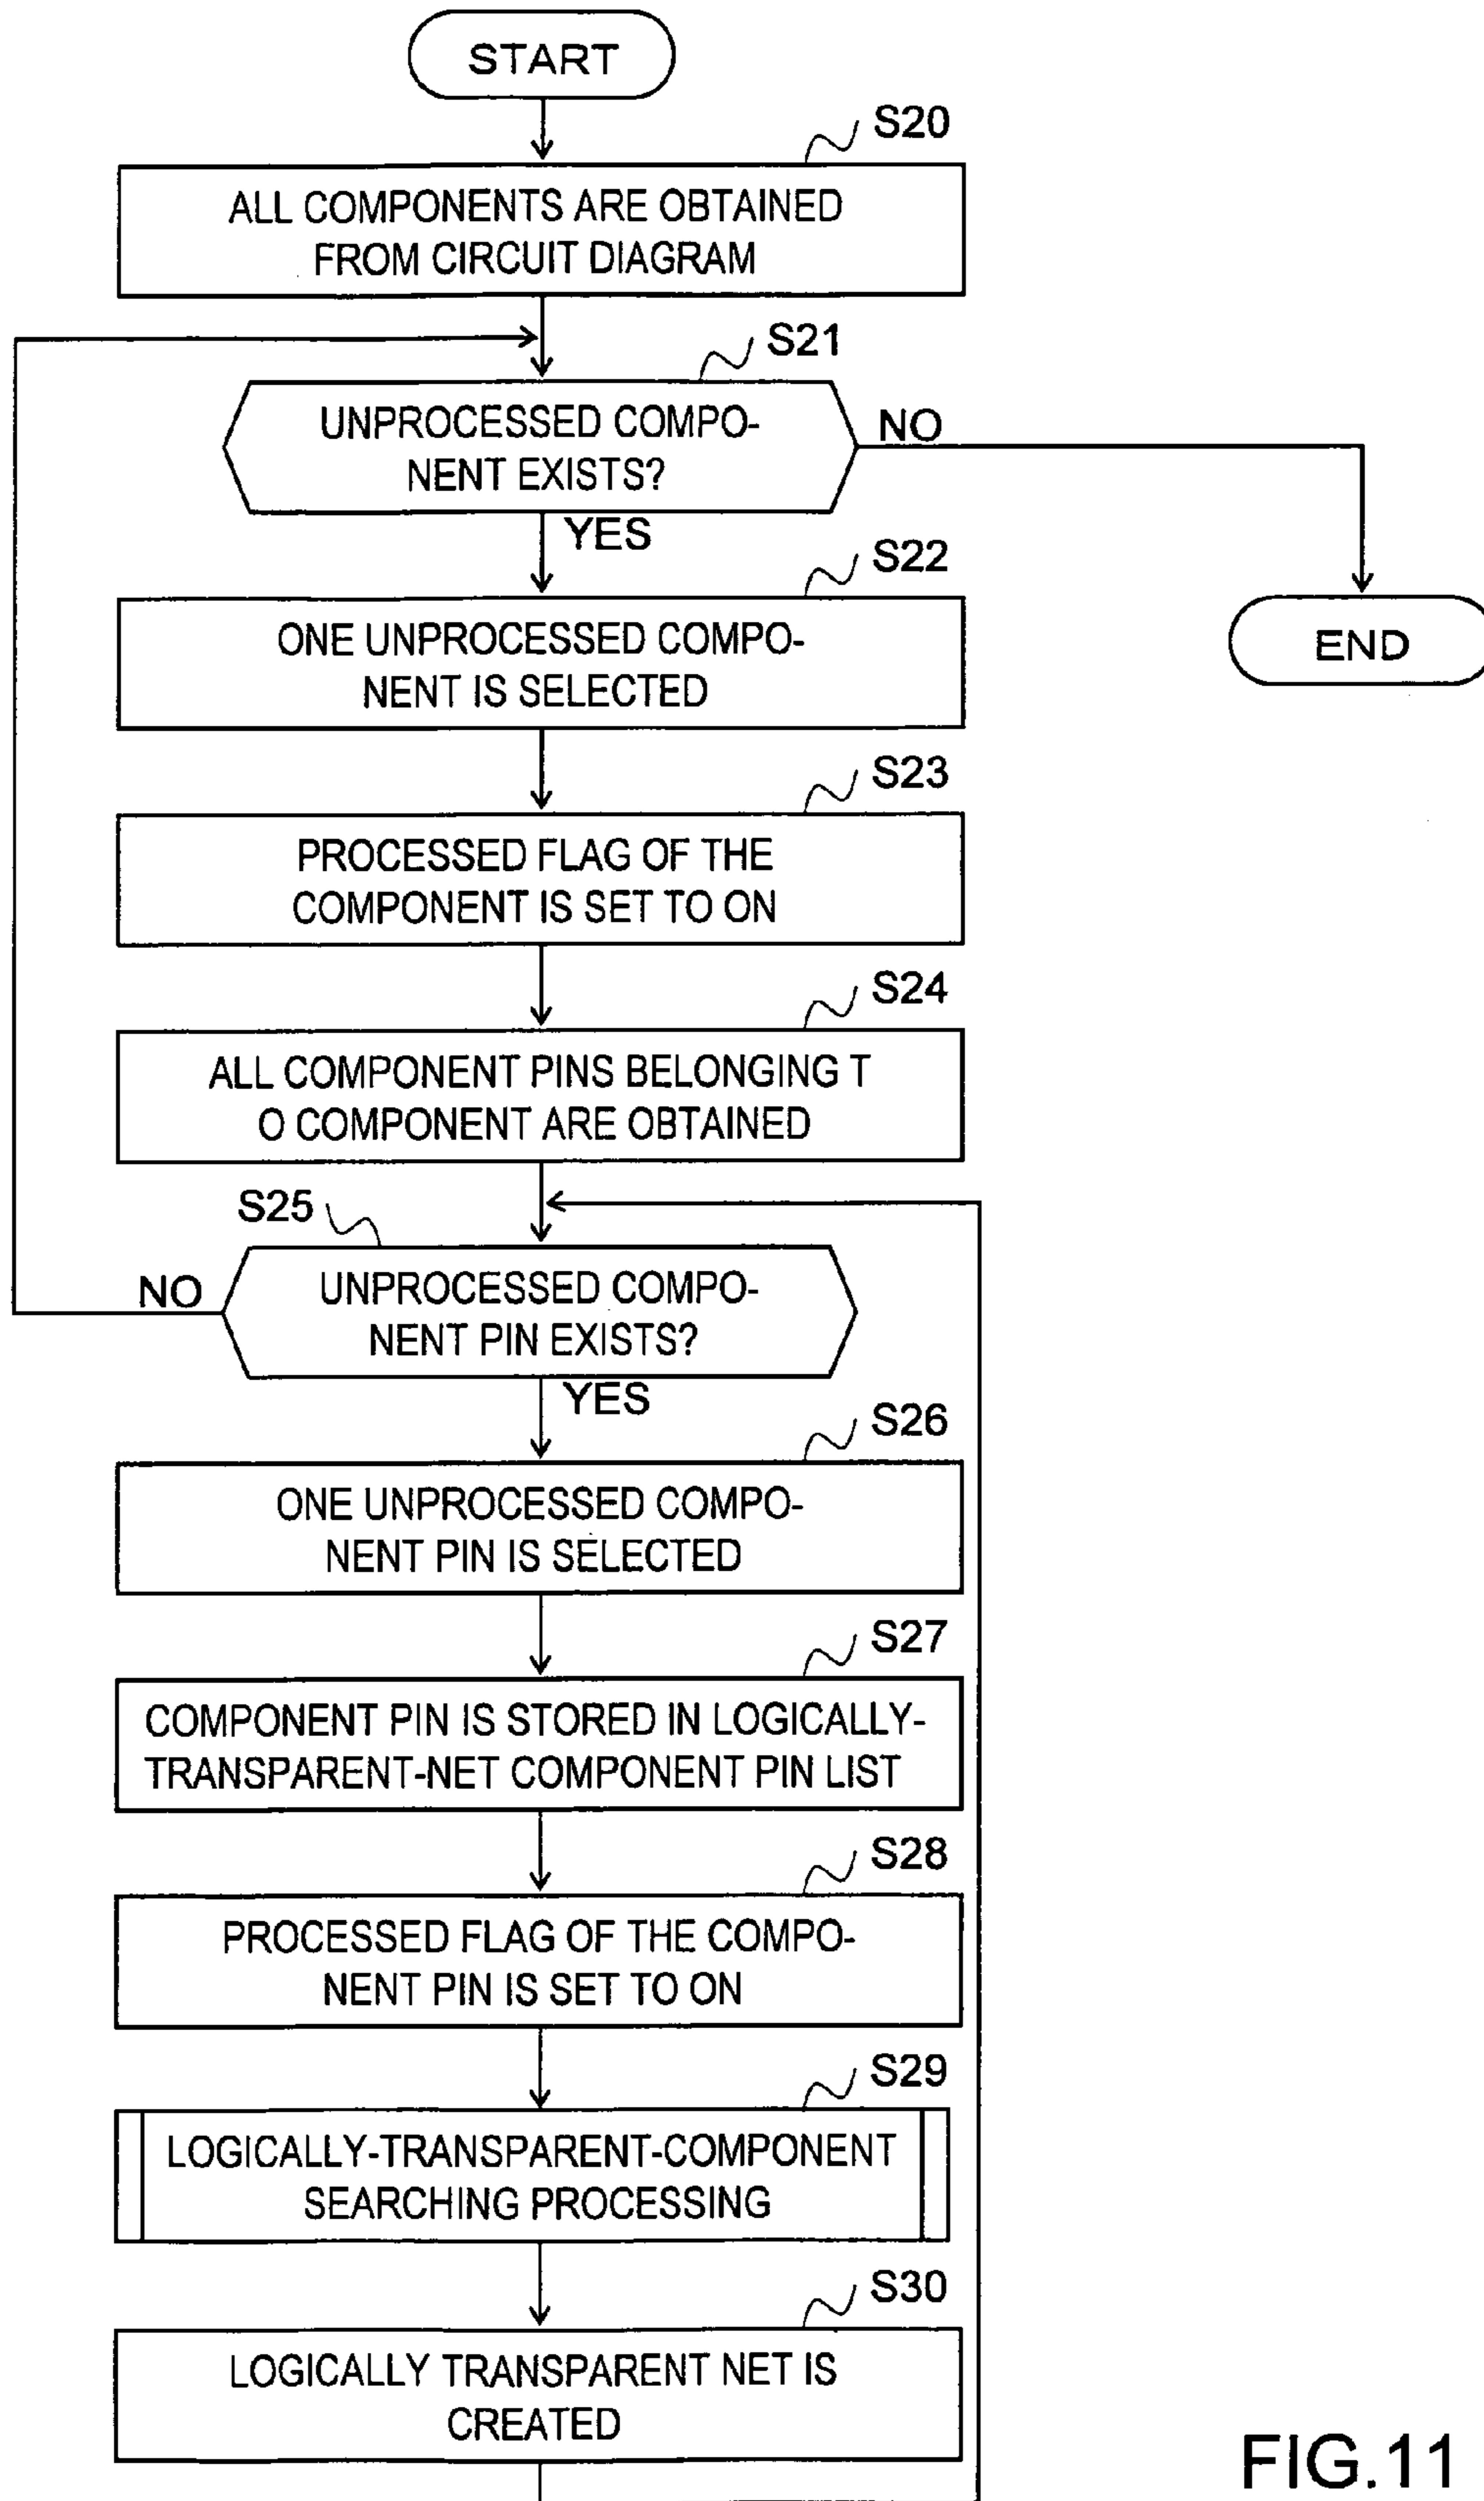 START
S20
ALL COMPONENTS ARE OBTAINED
FROM CIRCUIT DIAGRAM
S21
UNPROCESSED COMPO-
NENT EXISTS?
NO
YES
S22
ONE UNPROCESSED COMPO-
NENT IS SELECTED
END
S23
PROCESSED FLAG OF THE
COMPONENT IS SET TO ON
S24
ALL COMPONENT PINS BELONGING T
O COMPONENT ARE OBTAINED
S25
UNPROCESSED COMPO-
NENT PIN EXISTS?
NO
YES
S26
ONE UNPROCESSED COMPO-
NENT PIN IS SELECTED
S27
COMPONENT PIN IS STORED IN LOGICALLY-
TRANSPARENT-NET COMPONENT PIN LIST
S28
PROCESSED FLAG OF THE COMPO-
NENT PIN IS SET TO ON
S29
LOGICALLY-TRANSPARENT-COMPONENT
SEARCHING PROCESSING
S30
LOGICALLY TRANSPARENT NET IS
CREATED
FIG.11